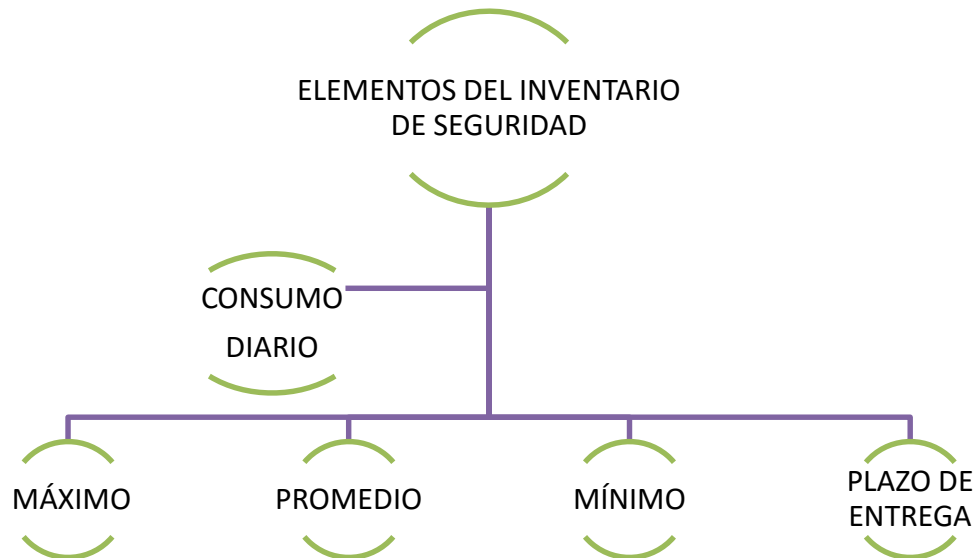 ELEMENTOS DEL INVENTARIO
DE SEGURIDAD
CONSUMO
DIARIO
MÁXIMO
PROMEDIO
MÍNIMO
PLAZO DE
ENTREGA